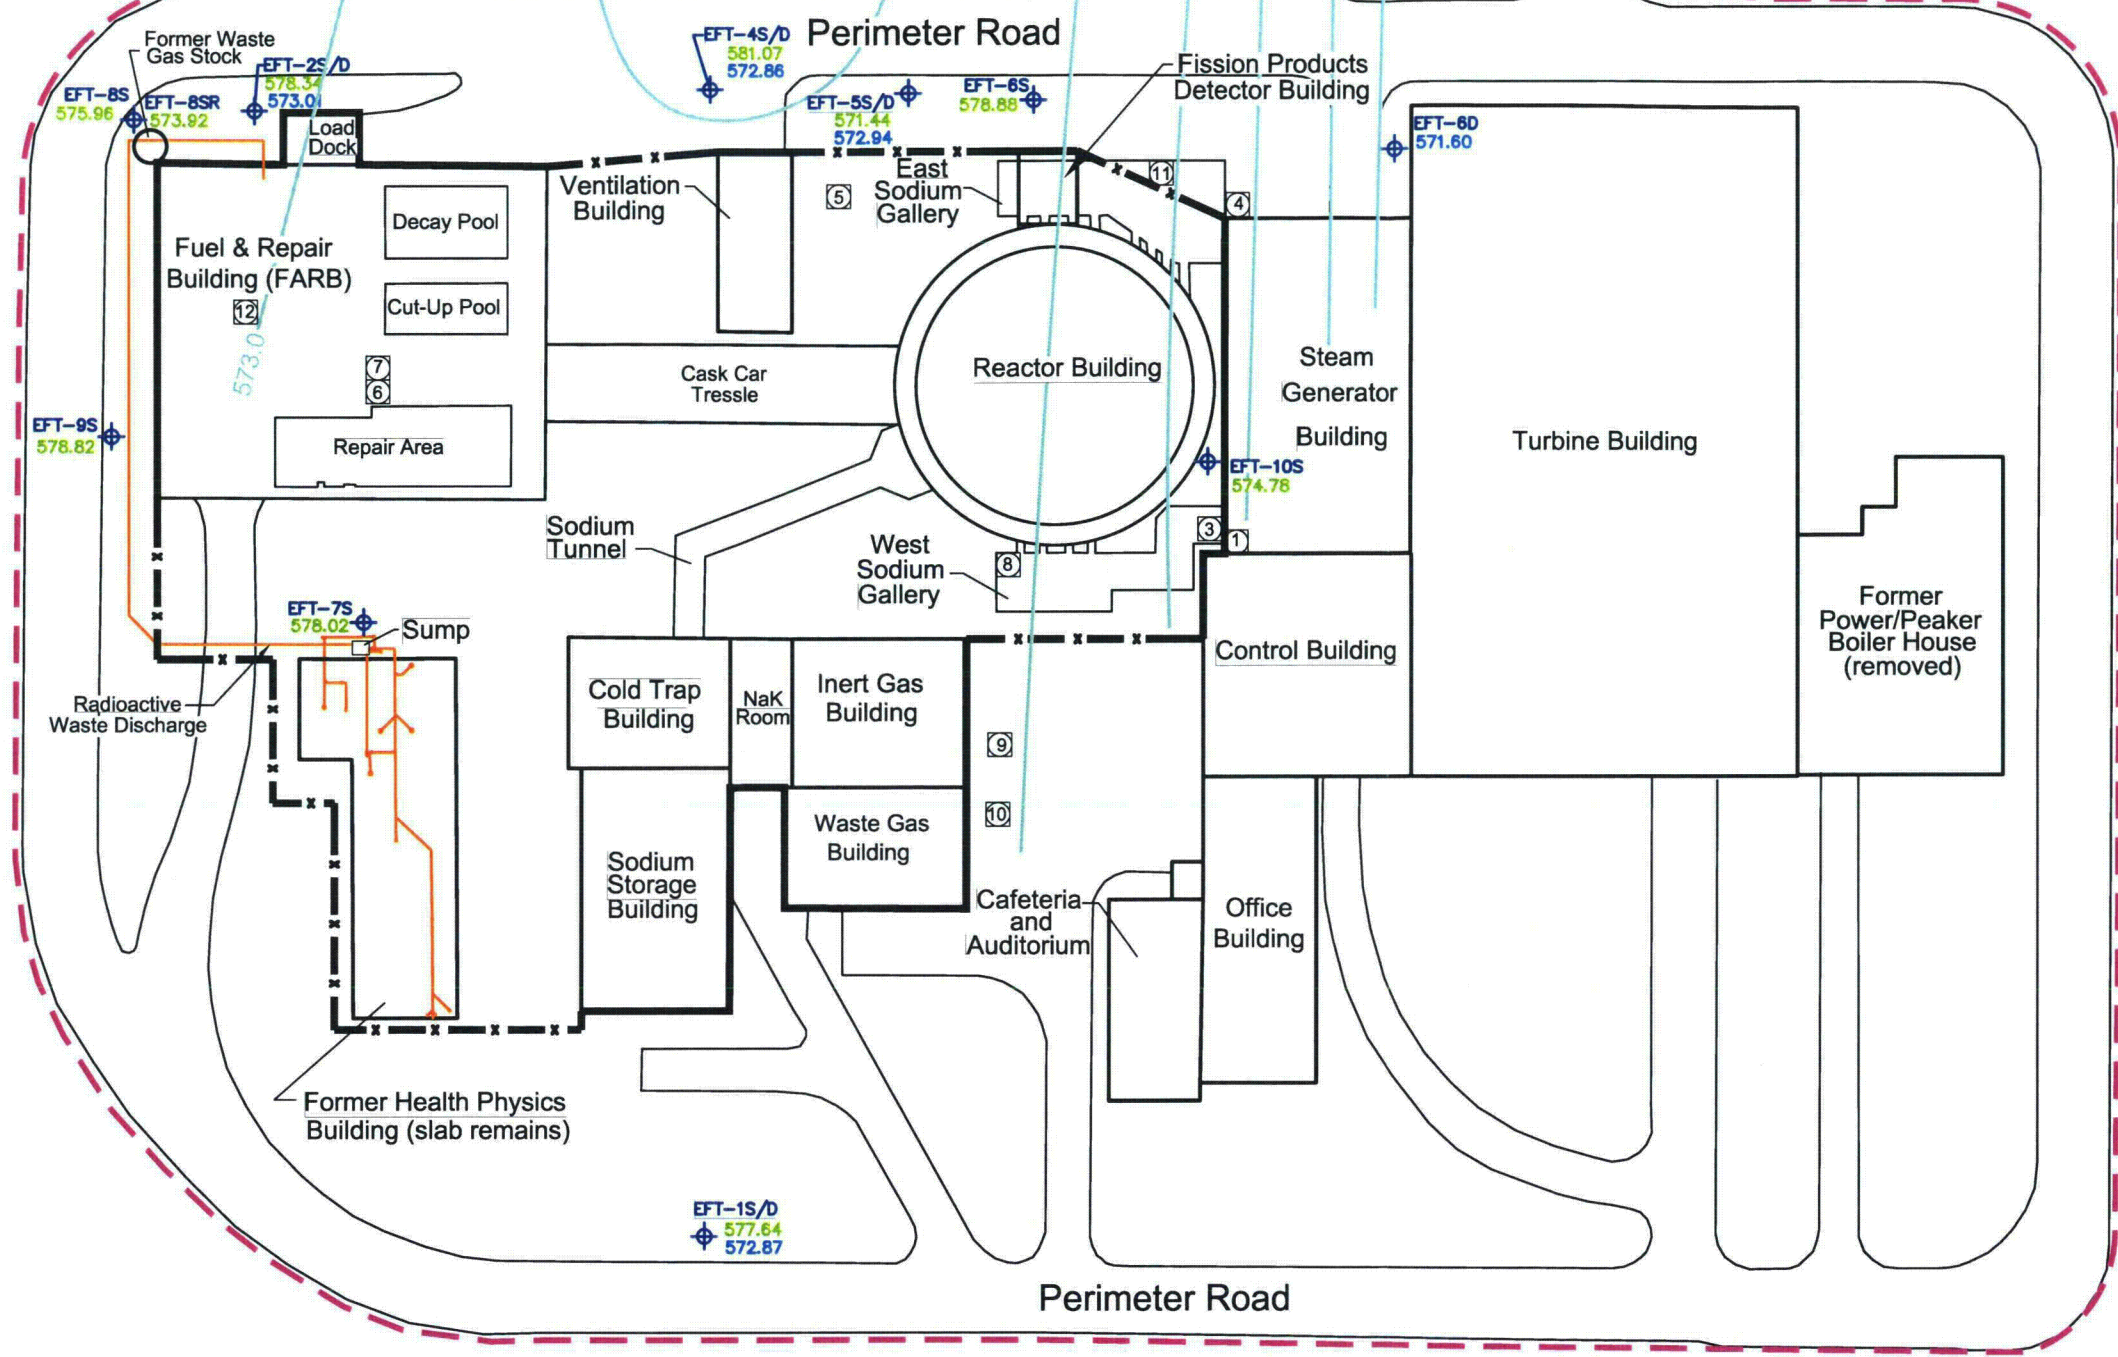 Perimeter Road
Former Waste
Gas Stock
EFT-2S/D
578.34
573.0
EFT-8S
575.96
EFT-8SR
573.92
EFT-4S/D
581.07
572.86
EFT-5S/D
571.44
572.94
EFT-6S
578.88
Fission Products
Detector Building
EFT-6D
571.60
Load
Dock
Ventilation
Building
5
East
Sodium
Gallery
11
4
Decay Pool
Fuel & Repair
Building (FARB)
12
Cut-Up Pool
573.0
7
6
Repair Area
Cask Car
Tressle
Reactor Building
Steam
Generator
Building
Turbine Building
EFT-9S
578.82
EFT-10S
574.78
Sodium
Tunnel
West
Sodium
Gallery
8
3
1
EFT-7S
578.02
Sump
Radioactive
Waste Discharge
Cold Trap
Building
NaK
Room
Inert Gas
Building
9
10
Control Building
Former
Power/Peaker
Boiler House
(removed)
Waste Gas
Building
Sodium
Storage
Building
Cafeteria
and
Auditorium
Office
Building
Former Health Physics
Building (slab remains)
EFT-1S/D
577.64
572.87
Perimeter Road